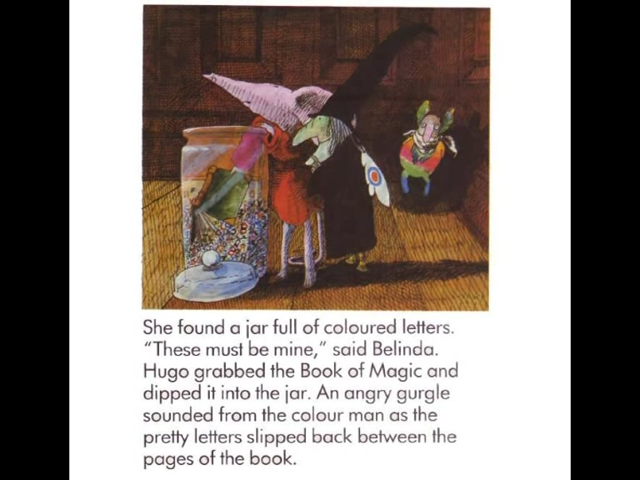 She found a jar full of coloured letters.
“These must be mine,” said Belinda.
Hugo grabbed the Book of Magic and
dipped it into the jar. An angry gurgle
sounded from the colour man as the
pretty letters slipped back between the
pages of the book.